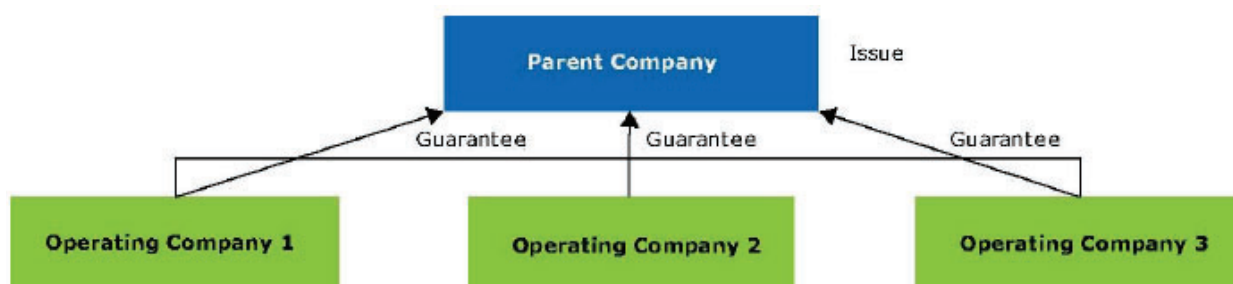 Parent Company
Issue
Guarantee
Guarantee
Guarantee
Operating Company 1
Operating Company 2
Operating Company 3